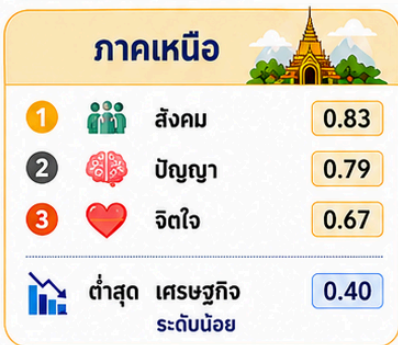 ภาคเหนือ
1 สังคม 0.83
2 ปัญญา 0.79
3 จิตใจ 0.67
ต่ำสุด เศรษฐกิจ 0.40
ระดับน้อย